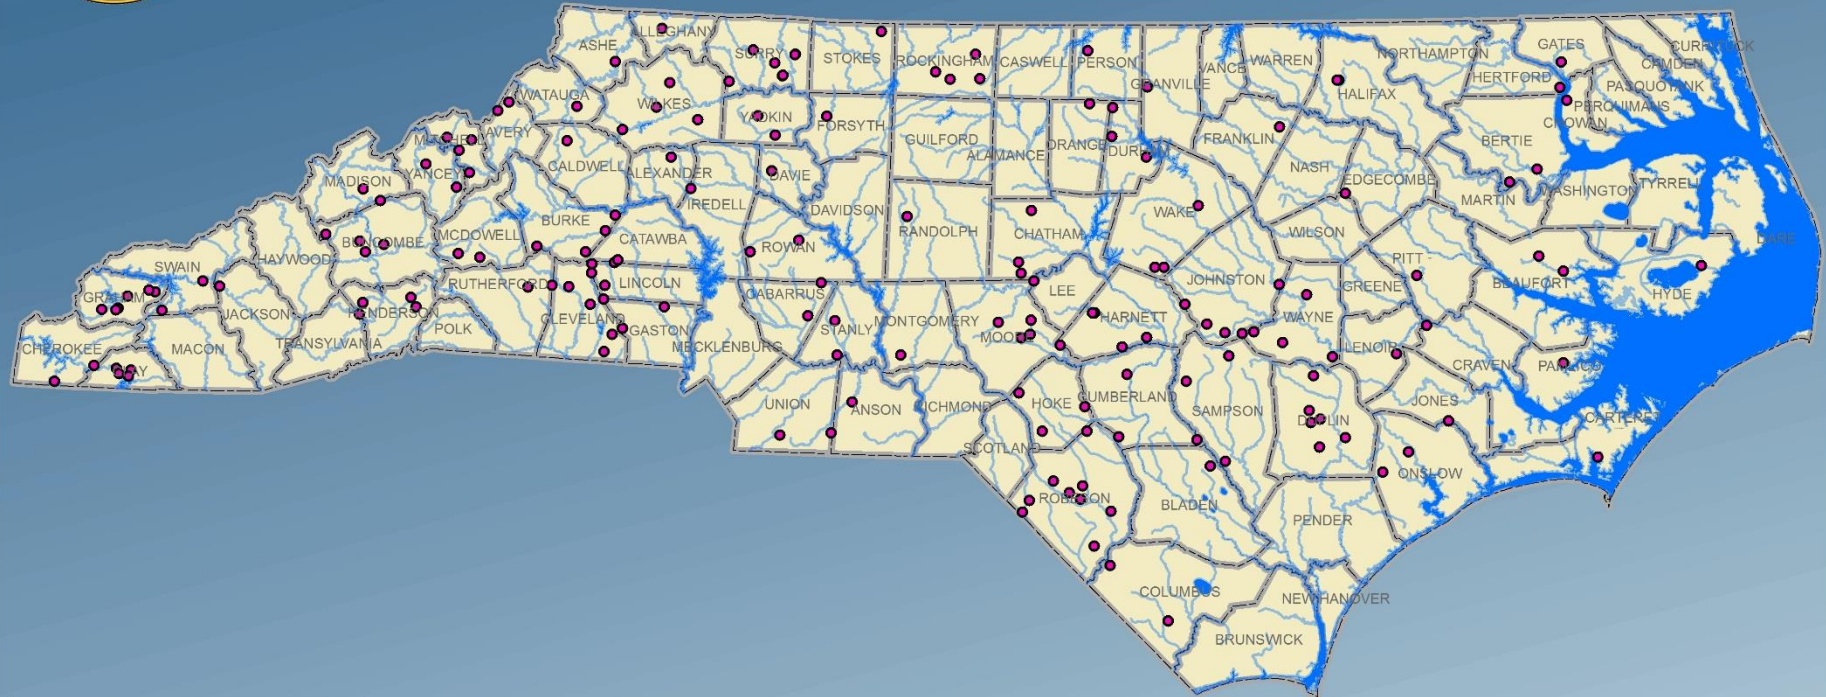 ALLEGHANY
ASHE
SURRY
STOKES
ROCKINGHAM
CASWELL
PERSON
GRANVILLE
VANCE
WARREN
NORTHAMPTON
GATES
CURRITUCK
CAMDEN
HERTFORD
PASQUOTANK
HALIFAX
PERQUIMANS
CHOWAN
WATAUGA
WILKES
YADKIN
FORSYTH
GUILFORD
ALAMANCE
ORANGE
DURHAM
FRANKLIN
BERTIE
AVERY
MITCHELL
CALDWELL
ALEXANDER
DAVIE
NASH
EDGECOMBE
MARTIN
WASHINGTON
TYRRELL
MADISON
YANCEY
IREDELL
DAVIDSON
RANDOLPH
CHATHAM
WAKE
WILSON
DARE
BURKE
MCDOWELL
CATAWBA
ROWAN
BUNCOMBE
HAYWOOD
SWAIN
PITT -
JOHNSTON
GREENE
BEAUFORT
HYDE
RUTHERFORD
LINCOLN
CABARRUS
LEE
GRAHAM
JACKSON
HENDERSON
POLK
CLEVELAND
GASTON
STANLY
MONTGOMERY
MOORE
HARNETT
WAYNE
LENOIR
CRAVEN
PAMLICO
CHEROKEE
MACON
TRANSYLVANIA
MECKLENBURG
CLAY
UNION
ANSON
RICHMOND
HOKE
CUMBERLAND
SAMPSON
DUPLIN
JONES
CARTERET
SCOTLAND
ONSLOW
ROBESON
BLADEN
PENDER
COLUMBUS
NEW HANOVER
BRUNSWICK